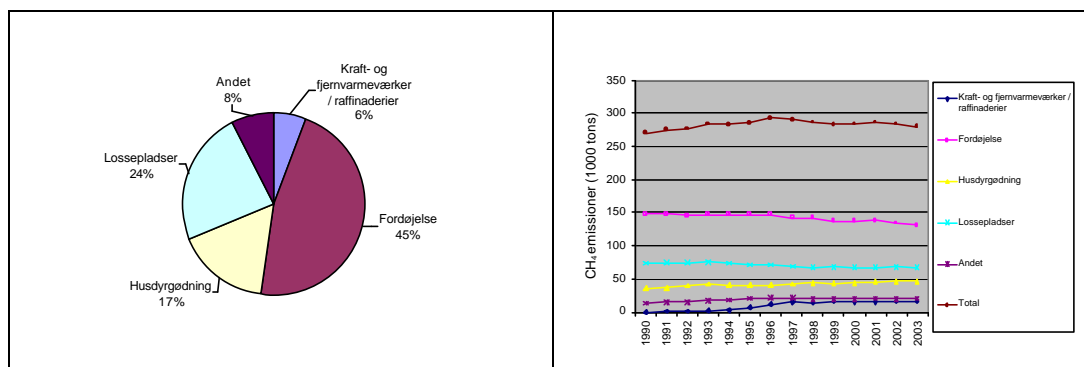 Andet
8%
Kraft- og
fjernvarmeværker
/ raffinaderier
6%
Lossepladser
24%
Fordøjelse
45%
Husdyrgødning
17%
CH4 emissioner (1000 tons)
350
300
250
200
150
100
50
0
1990
1991
1992
1993
1994
1995
1996
1997
1998
1999
2000
2001
2002
2003
Kraft- og fjernvarmeværker /
raffinaderier
Fordøjelse
Husdyrgødning
Lossepladser
Andet
Total